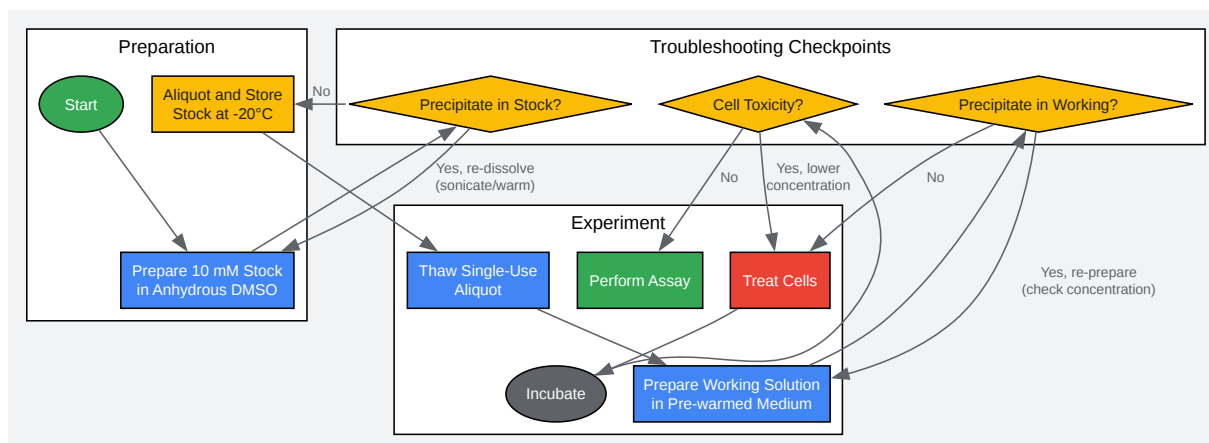 Preparation
Troubleshooting Checkpoints
Start
Aliquot and Store
Stock at -20°C
No
Precipitate in Stock?
Cell Toxicity?
Precipitate in Working?
Yes, re-dissolve
(sonicate/warm)
No
Yes, lower
concentration
No
Experiment
Prepare 10 mM Stock
in Anhydrous DMSO
Thaw Single-Use
Aliquot
Perform Assay
Treat Cells
Yes, re-prepare
(check concentration)
Incubate
Prepare Working Solution
in Pre-warmed Medium